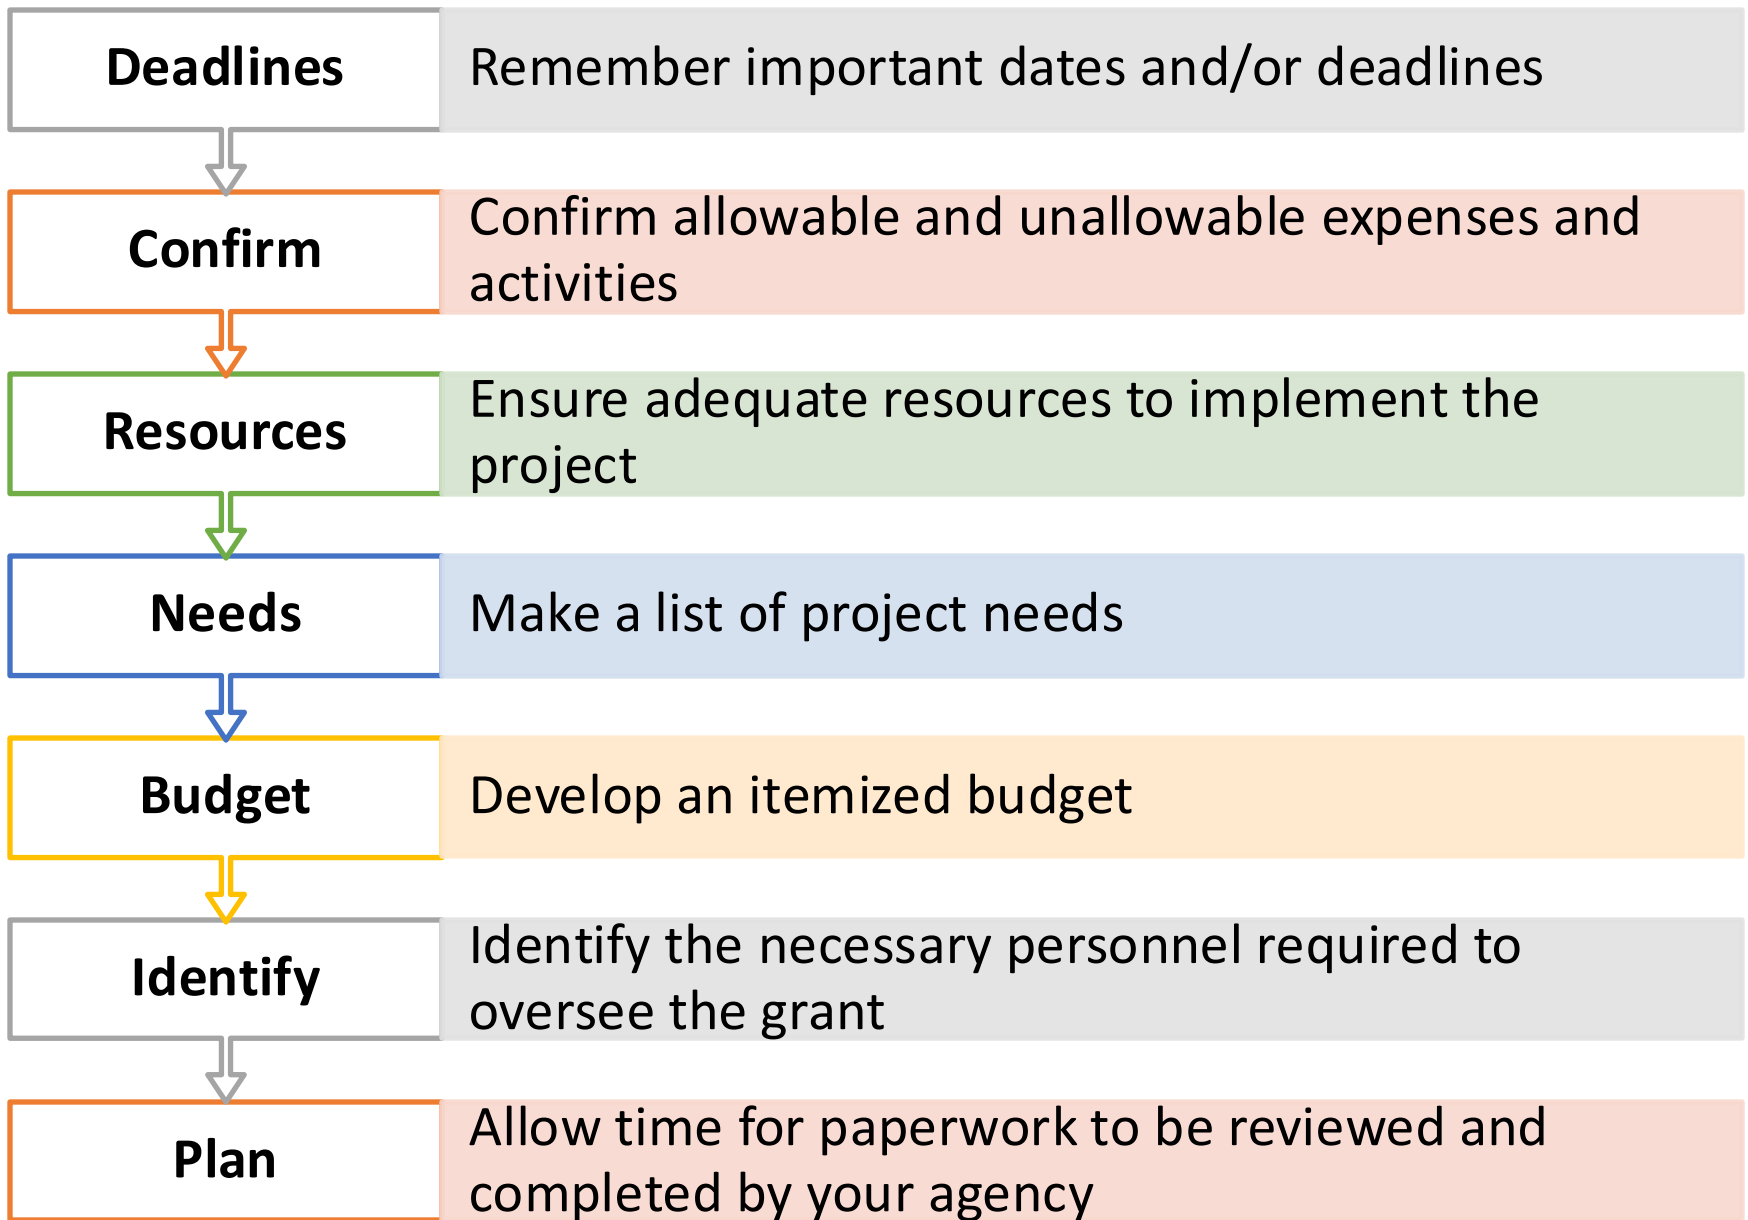 Deadlines
Remember important dates and/or deadlines
Confirm
Confirm allowable and unallowable expenses and
activities
Resources
Ensure adequate resources to implement the
project
Needs
Make a list of project needs
Budget
Develop an itemized budget
Identify
Identify the necessary personnel required to
oversee the grant
Plan
Allow time for paperwork to be reviewed and
completed by your agency